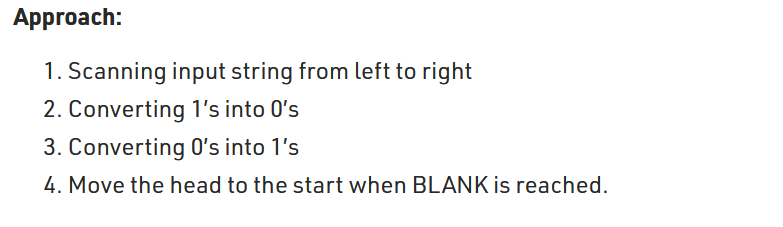 Approach:
1. Scanning input string from left to right
2. Converting 1's into 0's
3. Converting 0's into 1's
4. Move the head to the start when BLANK is reached.